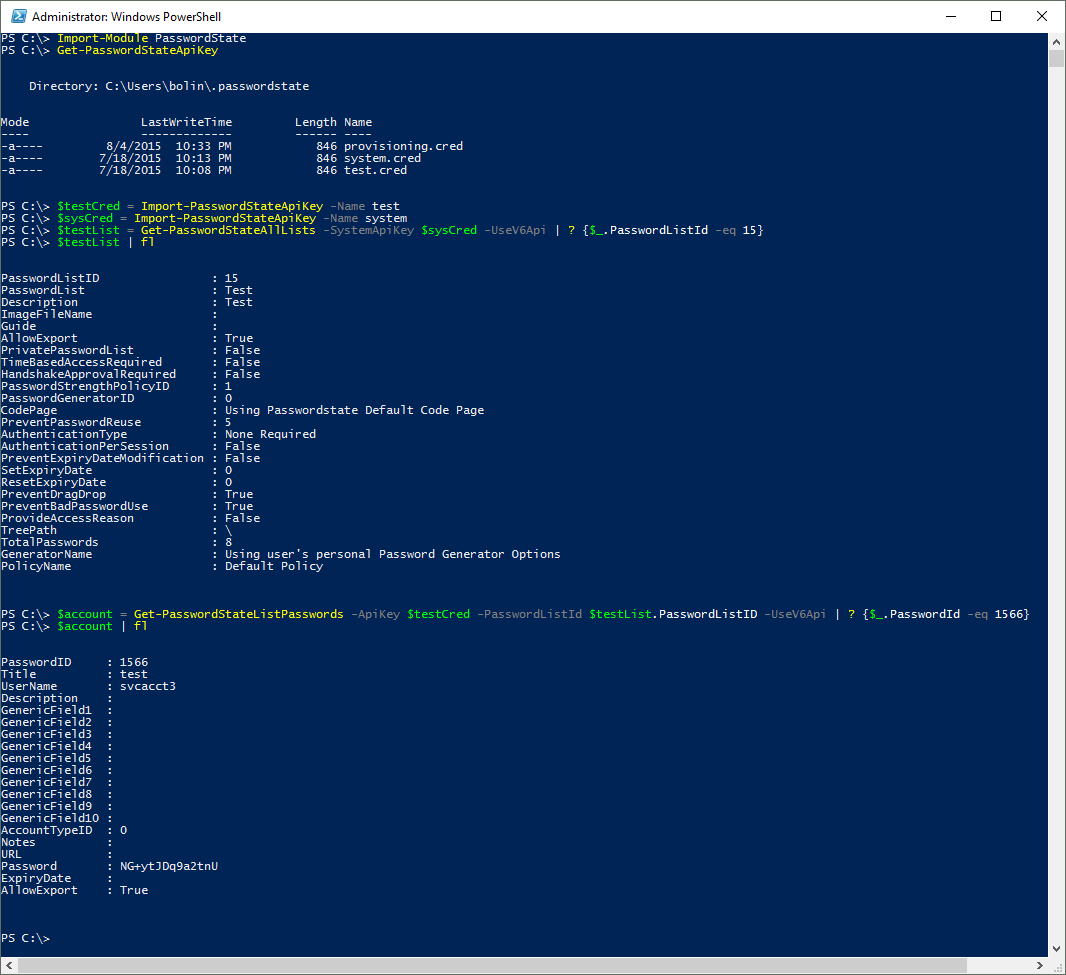 Administrator: Windows PowerShell
PS C:\> Import-Module PasswordState
PS C:\> Get-PasswordStateApiKey
Directory: C:\Users\bolin\.passwordstate
Mode LastWriteTime Length Name
---- ------------- ------ ----
-a---- 8/4/2015 10:33 PM 846 provisioning.cred
-a---- 7/18/2015 10:13 PM 846 system.cred
-a---- 7/18/2015 10:08 PM 846 test.cred
PS C:\> $testCred = Import-PasswordStateApiKey -Name test
PS C:\> $sysCred = Import-PasswordStateApiKey -Name system
PS C:\> $testList = Get-PasswordStateAllLists -SystemApiKey $sysCred -UseV6Api | ? {$_.PasswordListId -eq 15}
PS C:\> $testList | fl
PasswordListID : 15
PasswordList : Test
Description : Test
ImageFileName :
Guide :
AllowExport : True
PrivatePasswordList : False
TimeBasedAccessRequired : False
HandshakeApprovalRequired : False
PasswordStrengthPolicyID : 1
PasswordGeneratorID : 0
CodePage : Using Passwordstate Default Code Page
PreventPasswordReuse : 5
AuthenticationType : None Required
AuthenticationPerSession : False
PreventExpiryDateModification : False
SetExpiryDate : 0
ResetExpiryDate : 0
PreventDragDrop : True
PreventBadPasswordUse : True
ProvideAccessReason : False
TreePath : \
TotalPasswords : 8
GeneratorName : Using user's personal Password Generator Options
PolicyName : Default Policy
PS C:\> $account = Get-PasswordStateListPasswords -ApiKey $testCred -PasswordListId $testList.PasswordListID -UseV6Api | ? {$_.PasswordId -eq 1566}
PS C:\> $account | fl
PasswordID : 1566
Title : test
UserName : svcacct3
Description :
GenericField1 :
GenericField2 :
GenericField3 :
GenericField4 :
GenericField5 :
GenericField6 :
GenericField7 :
GenericField8 :
GenericField9 :
GenericField10 :
AccountTypeID : 0
Notes :
URL :
Password : NG+ytJDq9a2tnU
ExpiryDate :
AllowExport : True
PS C:\>